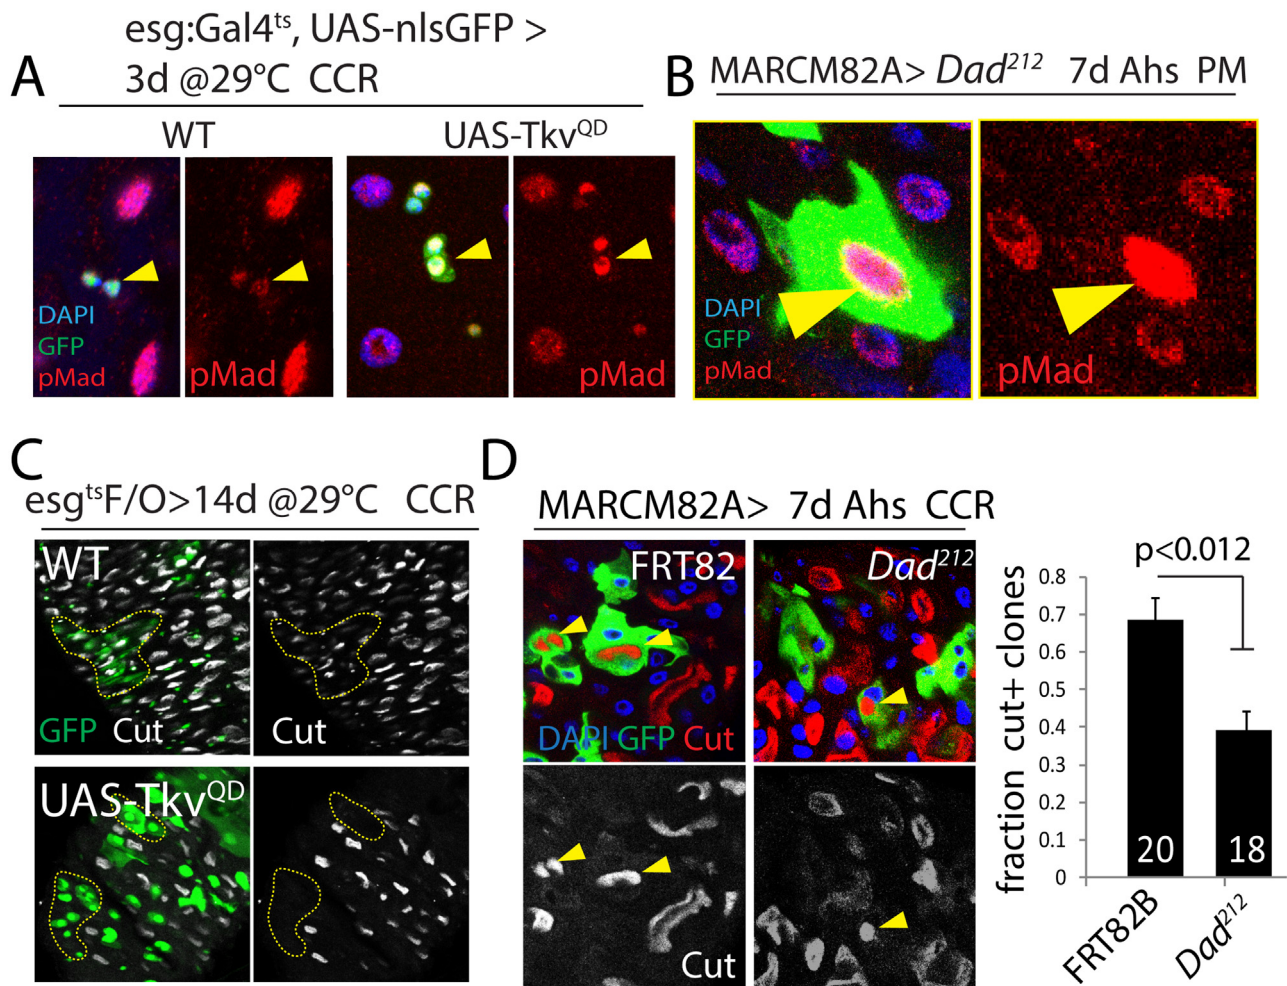 esg:Gal4ᵗˢ, UAS-nlsGFP >
3d @29°C CCR
A
WT
UAS-Tkvᵠᴰ
DAPI
GFP
pMad
pMad
pMad
B
MARCM82A> Dad²¹² 7d Ahs PM
DAPI
GFP
pMad
pMad
C
esgᵗˢF/O>14d @29°C CCR
WT
GFP Cut
Cut
UAS-Tkvᵠᴰ
D
MARCM82A> 7d Ahs CCR
FRT82
Dad²¹²
DAPI GFP Cut
Cut
p<0.012
fraction cut+ clones
0.8
0.7
0.6
0.5
0.4
0.3
0.2
0.1
0
20
18
FRT82B
Dad²¹²